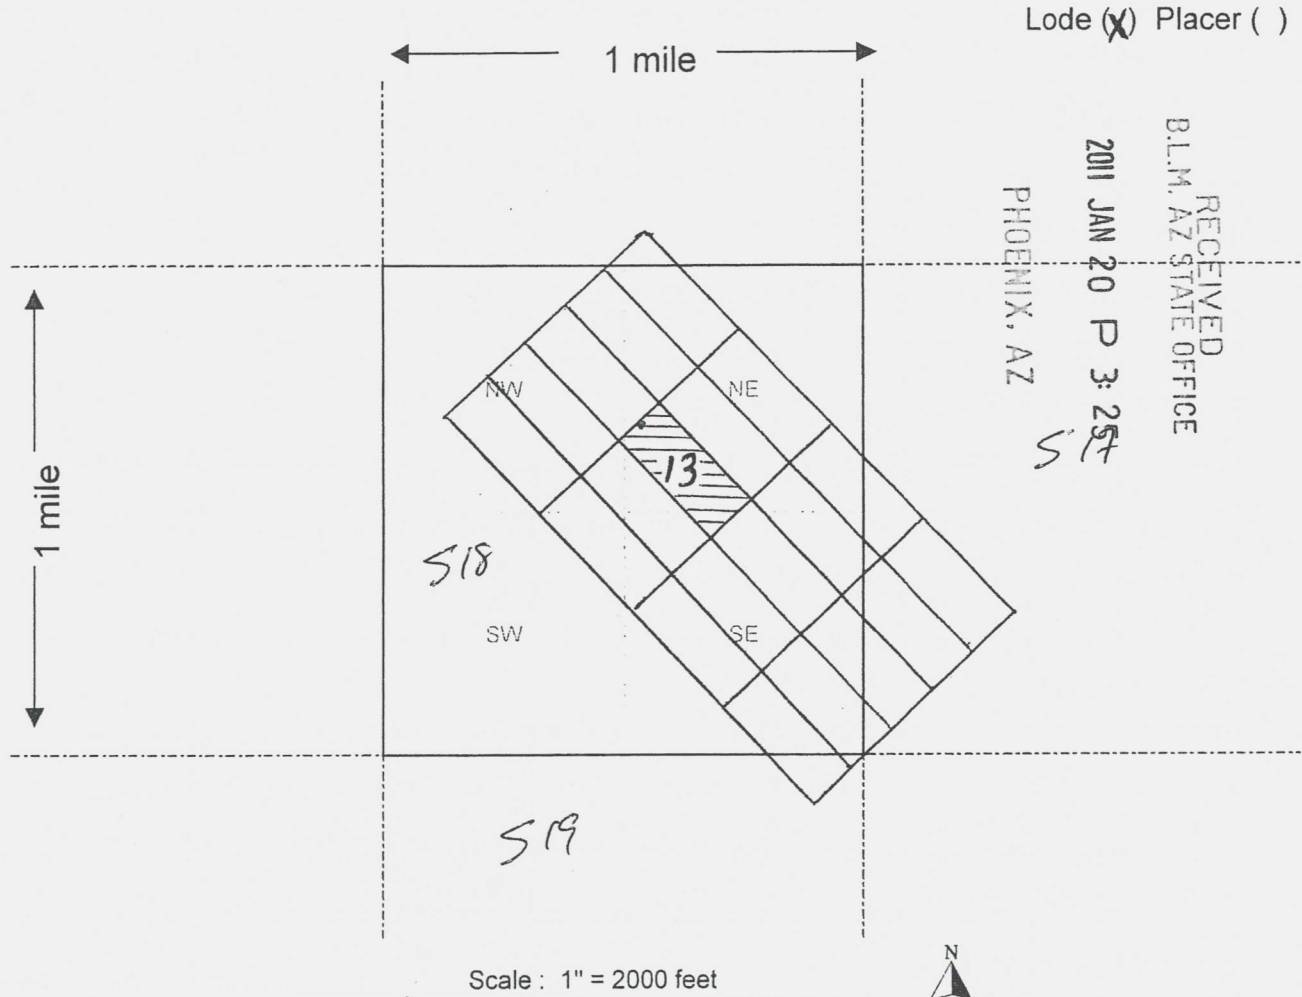 Lode (X) Placer ( )
1 mile
RECEIVED
B.L.M. AZ STATE OFFICE
2011 JAN 20 P 3:25
PHOENIX, AZ
NW
NE
13
S 17
1 mile
S18
SW
SE
S19
N
Scale : 1" = 2000 feet